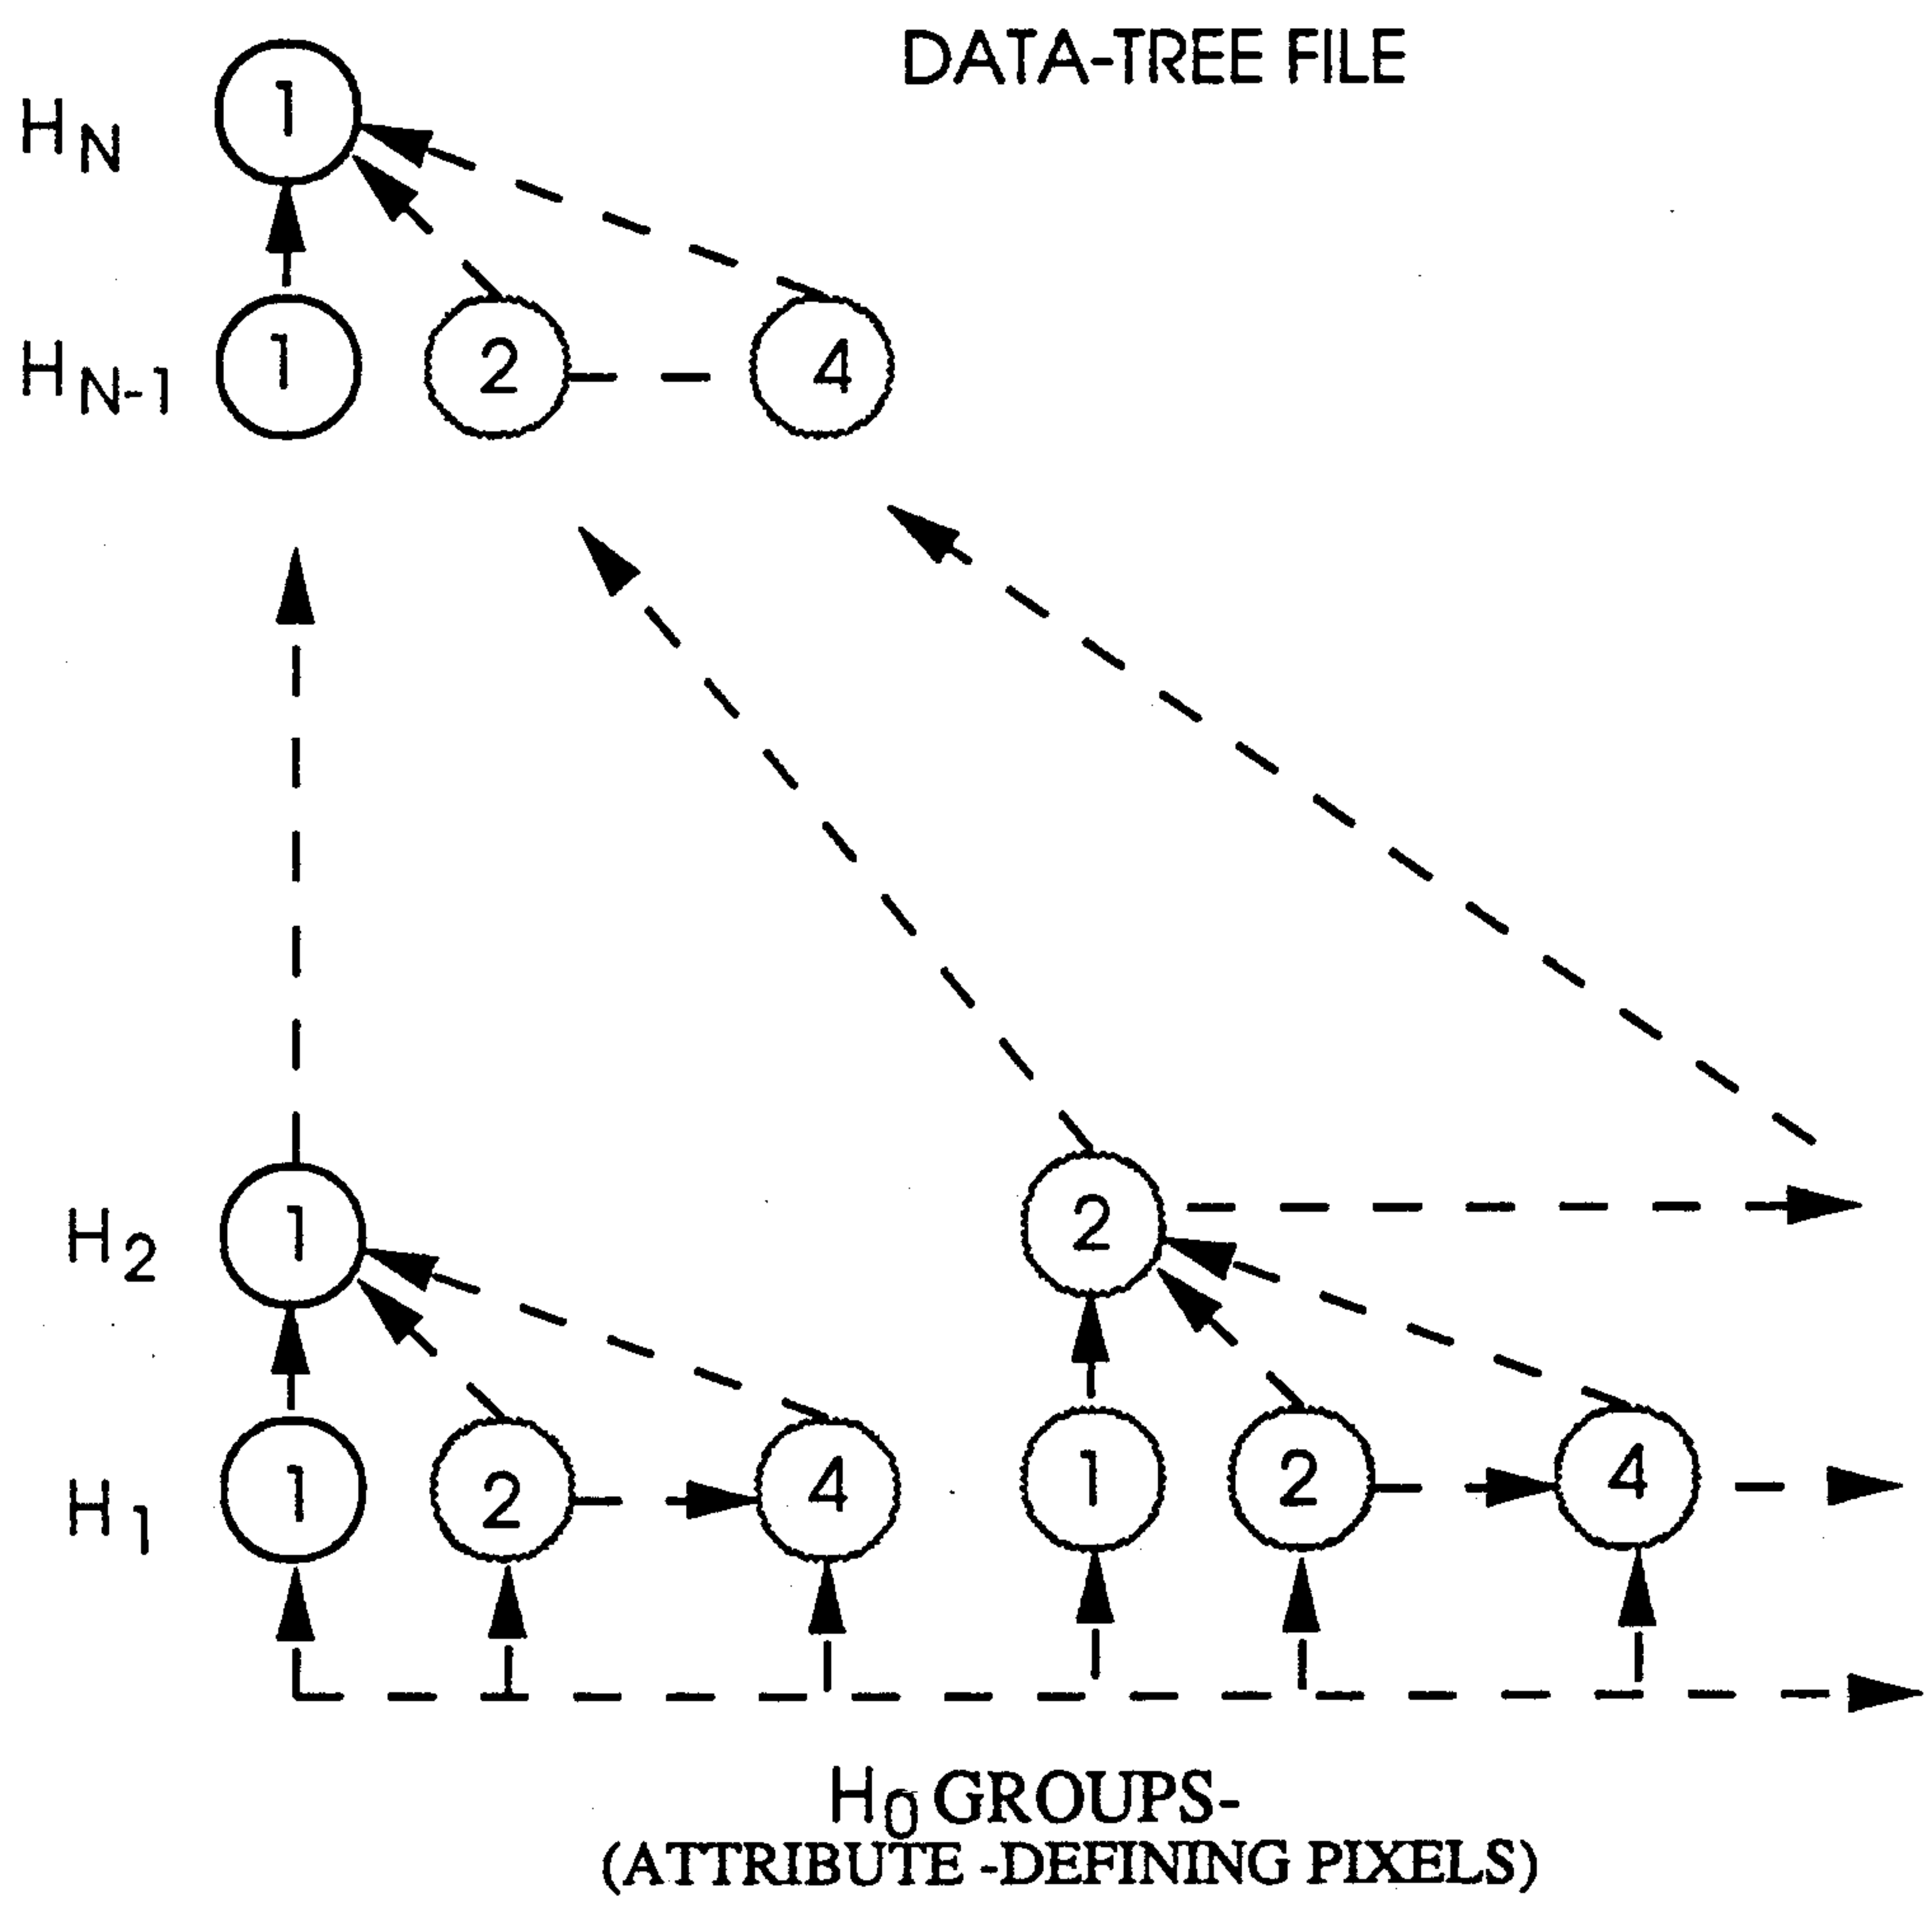 DATA-TREE FILE
H N
1
H N-1
1 2 4
H 2
1 2
H 1
1 2 4 1 2 4
H 0 GROUPS-
(ATTRIBUTE -DEFINING PIXELS)